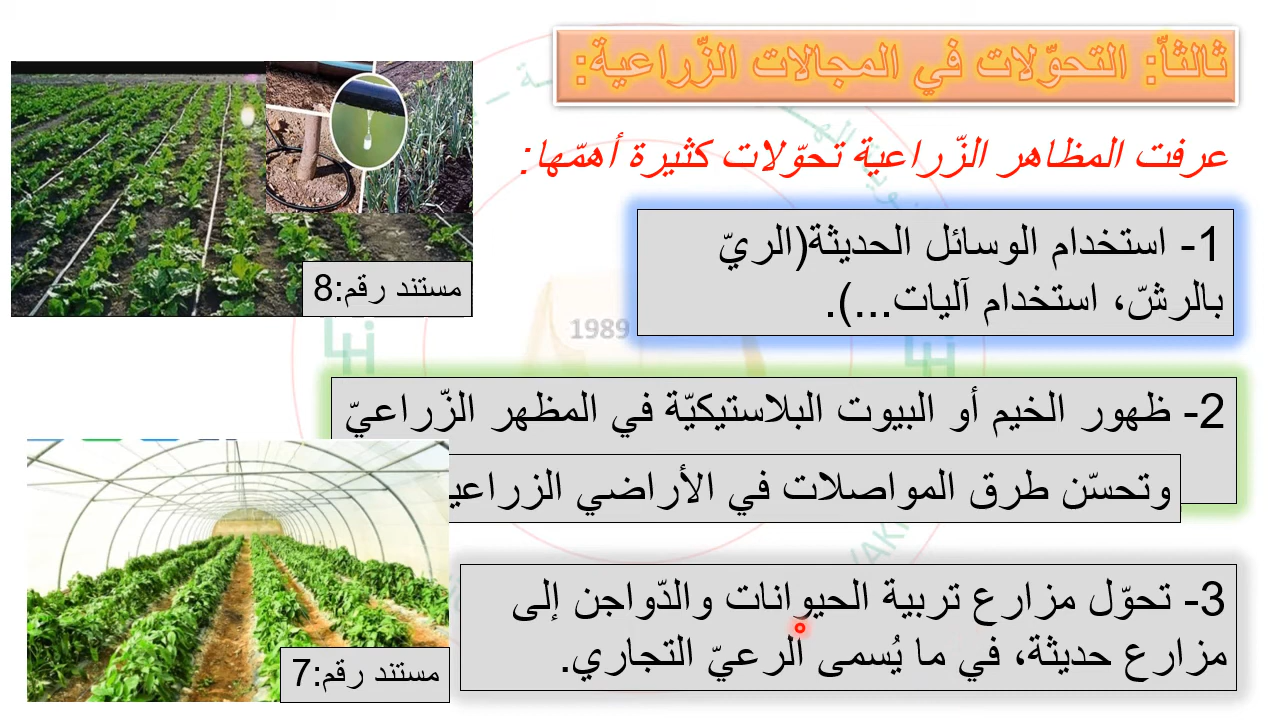 ثالثاً: التحوّلات في المجالات الزّراعية:
عرفت المظاهر الزّراعية تحوّلات كثيرة أهمّها:
1- استخدام الوسائل الحديثة(الريّ
بالرشّ، استخدام آليات...).
مستند رقم:8
1989
2- ظهور الخيم أو البيوت البلاستيكيّة في المظهر الزّراعيّ
وتحسّن طرق المواصلات في الأراضي
3- تحوّل مزارع تربية الحيوانات والدّواجن إلى
مزارع حديثة، في ما يُسمى الرعيّ التجاري.
مستند رقم:7